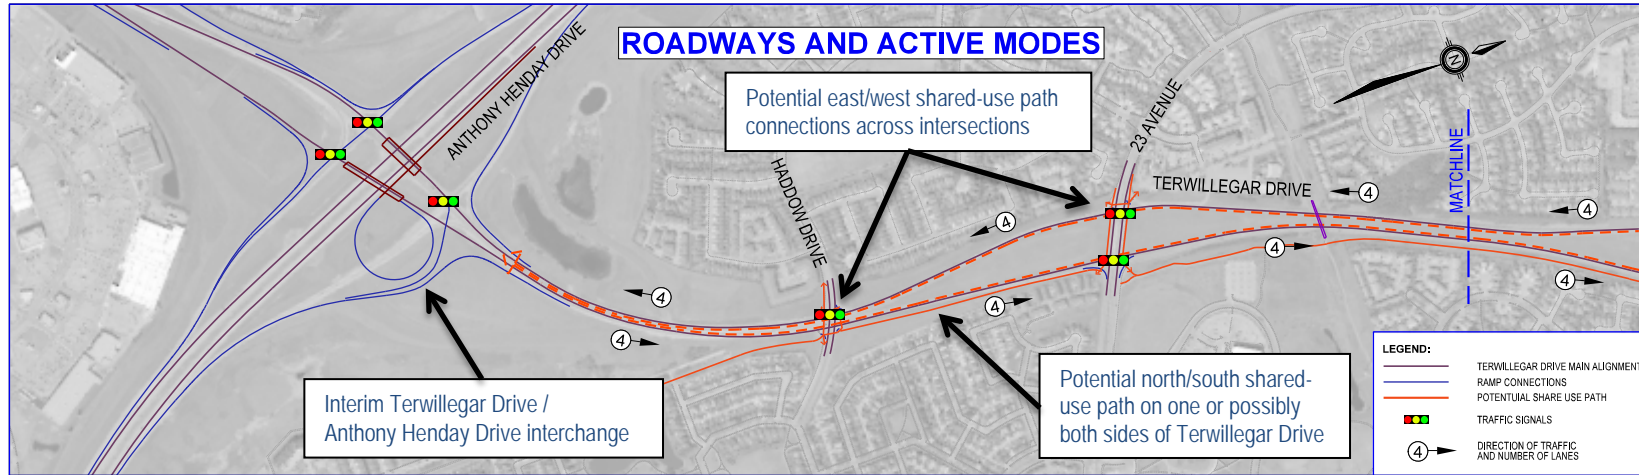 ROADWAYS AND ACTIVE MODES
ANTHONY HENDAY DRIVE
Potential east/west shared-use path
connections across intersections
HADDOW DRIVE
23 AVENUE
TERWILLEGAR DRIVE
MATCHLINE
N
4
4
4
4
4
4
4
4
Interim Terwillegar Drive /
Anthony Henday Drive interchange
Potential north/south shared-
use path on one or possibly
both sides of Terwillegar Drive
LEGEND:
TERWILLEGAR DRIVE MAIN ALIGNMENT
RAMP CONNECTIONS
POTENTUIAL SHARE USE PATH
TRAFFIC SIGNALS
4
DIRECTION OF TRAFFIC
AND NUMBER OF LANES